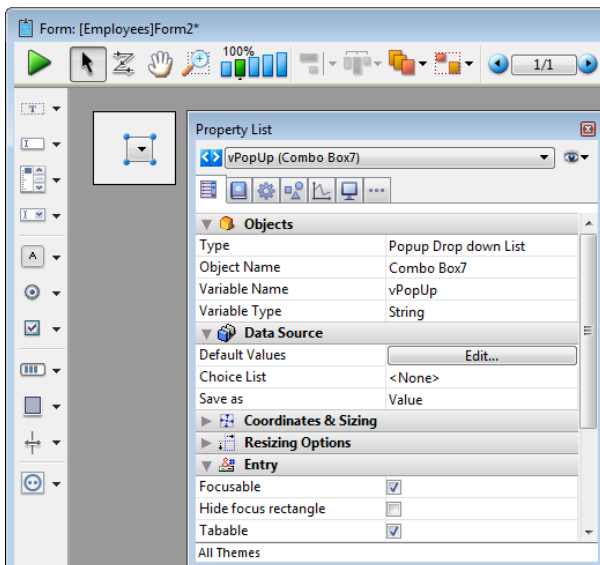 Form: [Employees]Form2*
100%
1/1
Property List
vPopUp (Combo Box7)
Objects
Type Popup Drop down List
Object Name Combo Box7
Variable Name vPopUp
Variable Type String
Data Source
Default Values Edit...
Choice List <None>
Save as Value
Coordinates & Sizing
Resizing Options
Entry
Focusable
Hide focus rectangle
Tabable
All Themes